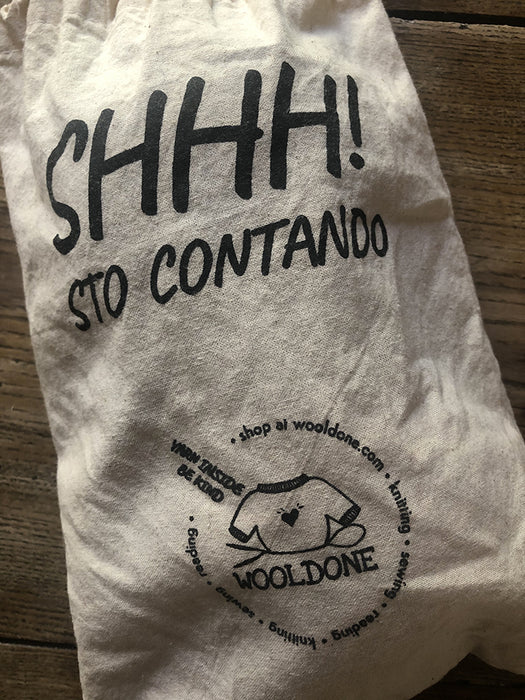 SHHH!
STO CONTANDO
• shop at wooldone.com • knitting • sewing • reading • knitting • sewing • reading •
YARN INSIDE
BE KIND
WOOLDONE